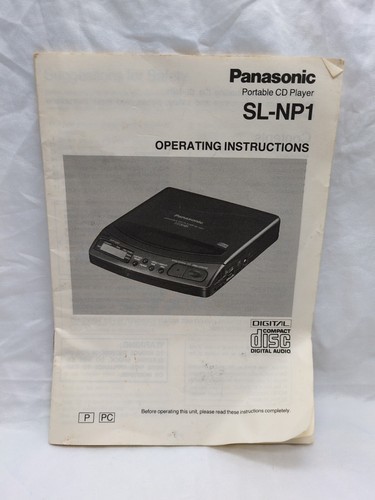 Panasonic
Portable CD Player
SL-NP1
OPERATING INSTRUCTIONS
Panasonic
DIGITAL
COMPACT
disc
DIGITAL AUDIO
Before operating this unit, please read these instructions completely.
P PC